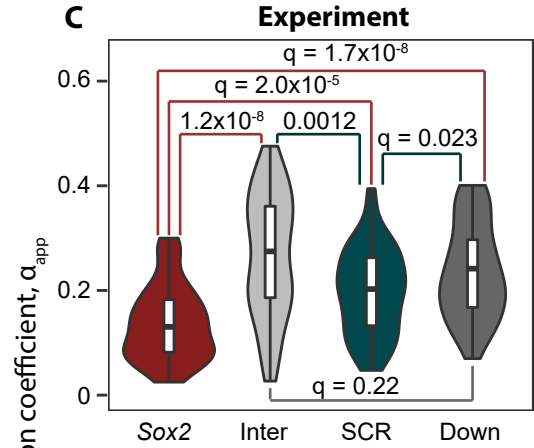 C
Experiment
q = 1.7x10-8
q = 2.0x10-5
1.2x10-8 0.0012
q = 0.023
0.6
0.4
0.2
0
on coefficient, αapp
q = 0.22
Sox2 Inter SCR Down